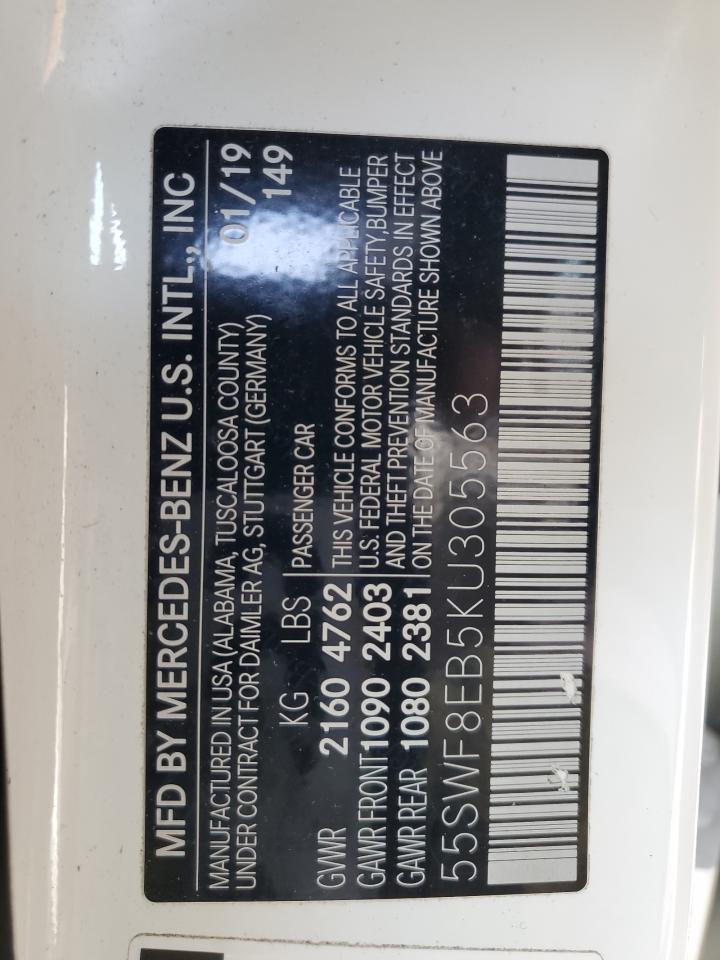 MFD BY MERCEDES-BENZ U.S. INTL., INC
MANUFACTURED IN USA (ALABAMA, TUSCALOOSA COUNTY) 01/19
UNDER CONTRACT FOR DAIMLER AG, STUTTGART (GERMANY) 149
KG LBS PASSENGER CAR
GVWR 2160 4762 THIS VEHICLE CONFORMS TO ALL APPLICABLE
GAWR FRONT 1090 2403 U.S. FEDERAL MOTOR VEHICLE SAFETY, BUMPER
GAWR REAR 1080 2381 AND THEFT PREVENTION STANDARDS IN EFFECT
ON THE DATE OF MANUFACTURE SHOWN ABOVE
55SWF8EB5KU305563